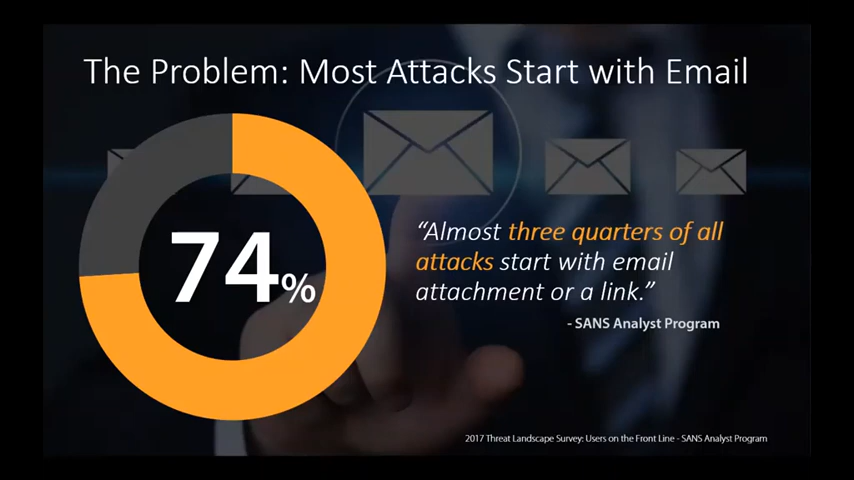 The Problem: Most Attacks Start with Email
74%
“Almost three quarters of all
attacks start with email
attachment or a link.”
- SANS Analyst Program
2017 Threat Landscape Survey: Users on the Front Line - SANS Analyst Program